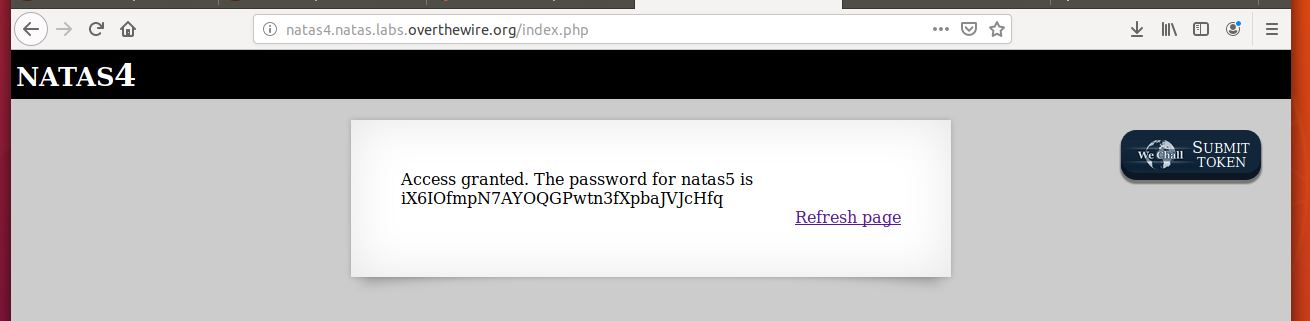 natas4.natas.labs.overthewire.org/index.php
NATAS4
We Chall SUBMIT
TOKEN
Access granted. The password for natas5 is
iX6IOfmpN7AYOQGPwtn3fXpbaJVJcHfq
Refresh page